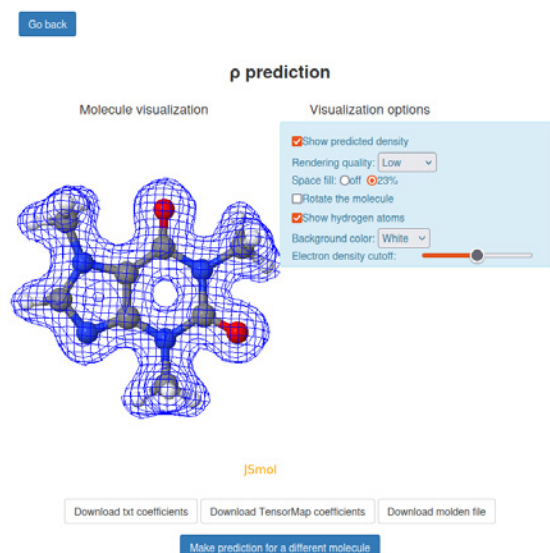 Go back
ρ prediction
Molecule visualization
Visualization options
Show predicted density
Rendering quality: Low
Space fill: off 23%
Rotate the molecule
Show hydrogen atoms
Background color: White
Electron density cutoff:
JSmol
Download txt coefficients Download TensorMap coefficients Download molden file
Make prediction for a different molecule